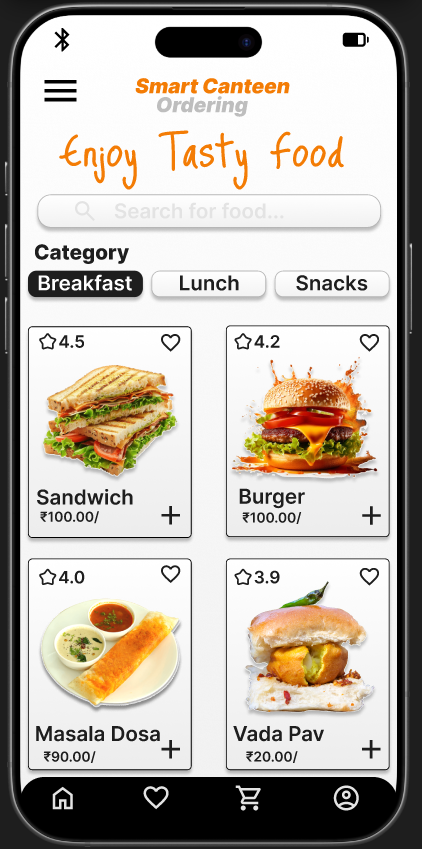 Smart Canteen
Ordering
Enjoy Tasty Food
Search for food...
Category
Breakfast Lunch Snacks
4.5 4.2
Sandwich Burger
₹100.00/ ₹100.00/
4.0 3.9
Masala Dosa Vada Pav
₹90.00/ ₹20.00/